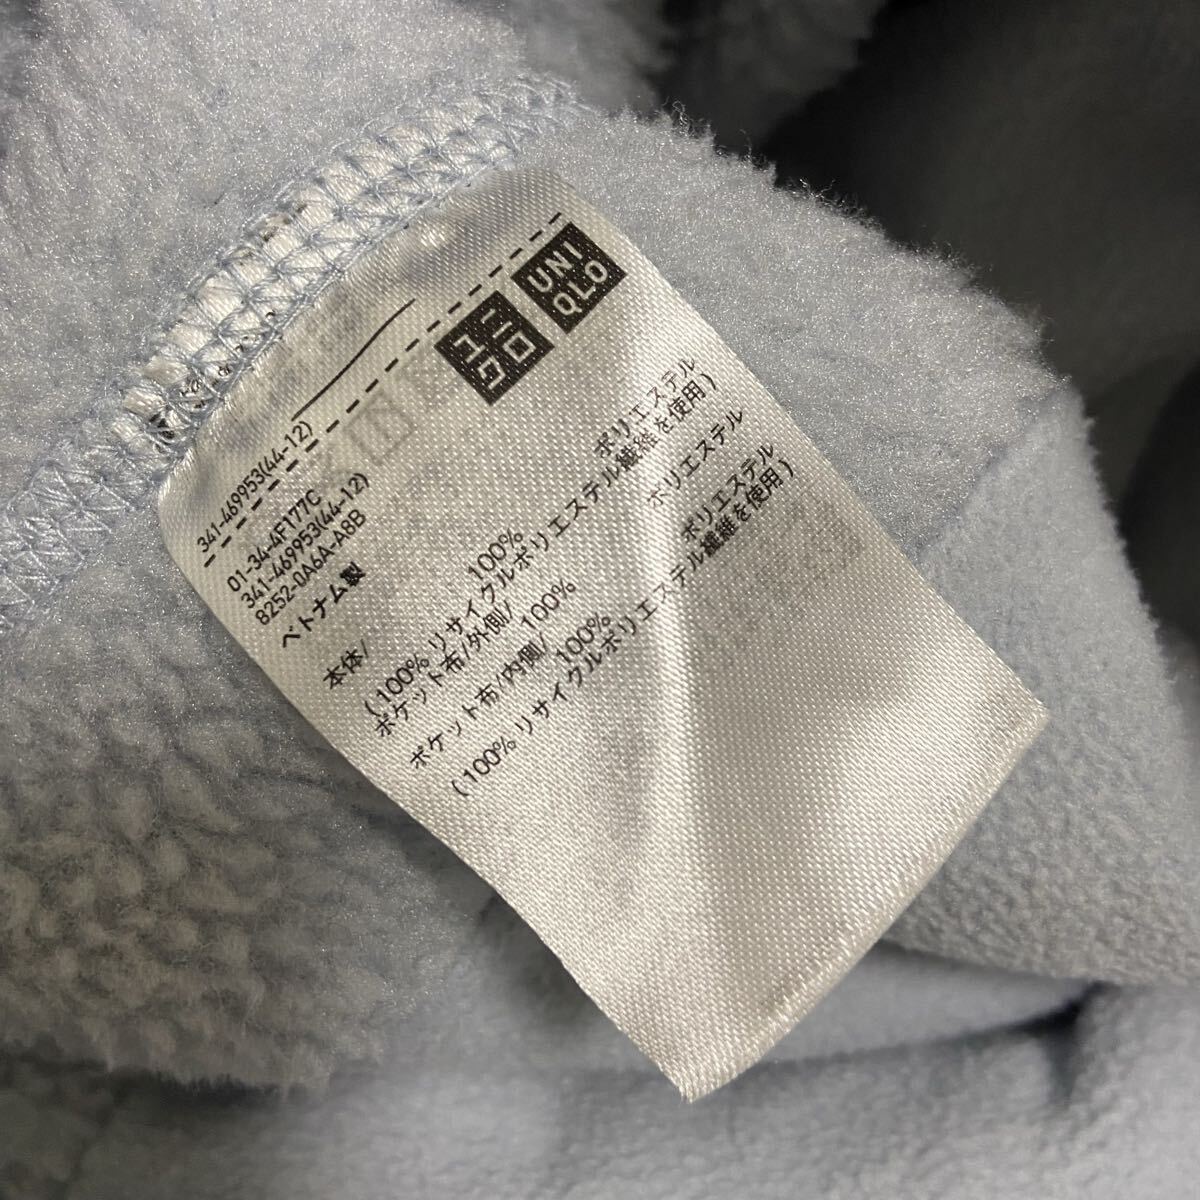 ユニ
クロ
UNI
QLO
341-469953(44-12)
01-34-4F177C
341-469953(44-12)
8252-0A6A-A8B
ベトナム製
本体/ 100% ポリエステル
(100% リサイクルポリエステル繊維を使用)
ポケット布/外側/ 100% ポリエステル
ポケット布/内側/ 100% ポリエステル
(100% リサイクルポリエステル繊維を使用)